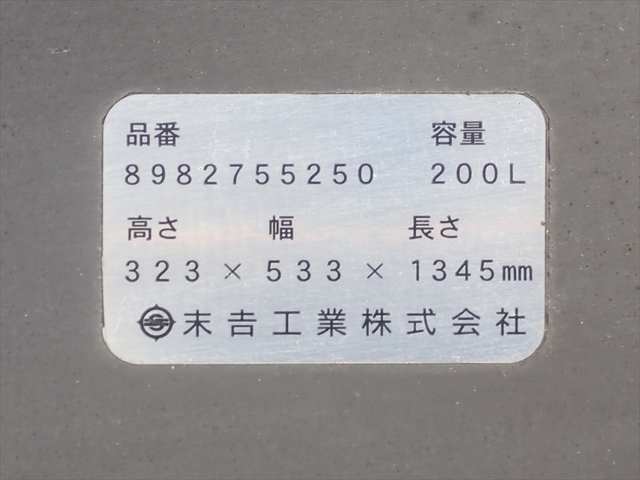 品番 容量
8982755250 200L
高さ 幅 長さ
323 × 533 × 1345mm
末吉工業株式会社